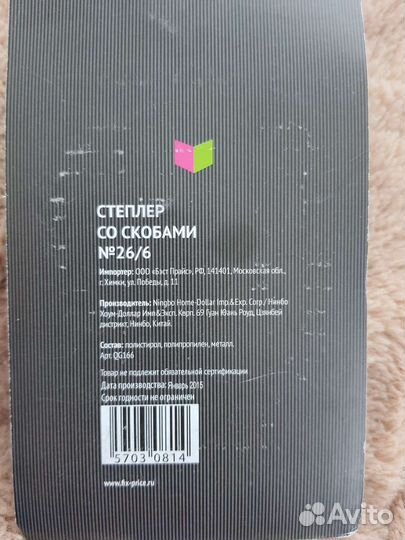 СТЕПЛЕР
СО СКОБАМИ
№26/6
Импортер: ООО «Бэст Прайс», РФ, 141401, Московская обл.,
г. Химки, ул. Победы, д. 11
Производитель: Ningbo Home-Dollar Imp.&Exp. Corp / Нинбо
Хоум-Доллар Имп&Эксп. Кврп. 69 Гуан Юань Роуд, Цзянбей
дистрикт, Нинбо, Китай.
Состав: полистирол, полипропилен, металл.
Арт. QG166
Товар не подлежит обязательной сертификации
Дата производства: Январь 2015
Срок годности не ограничен
5703 0814
www.fix-price.ru
Avito